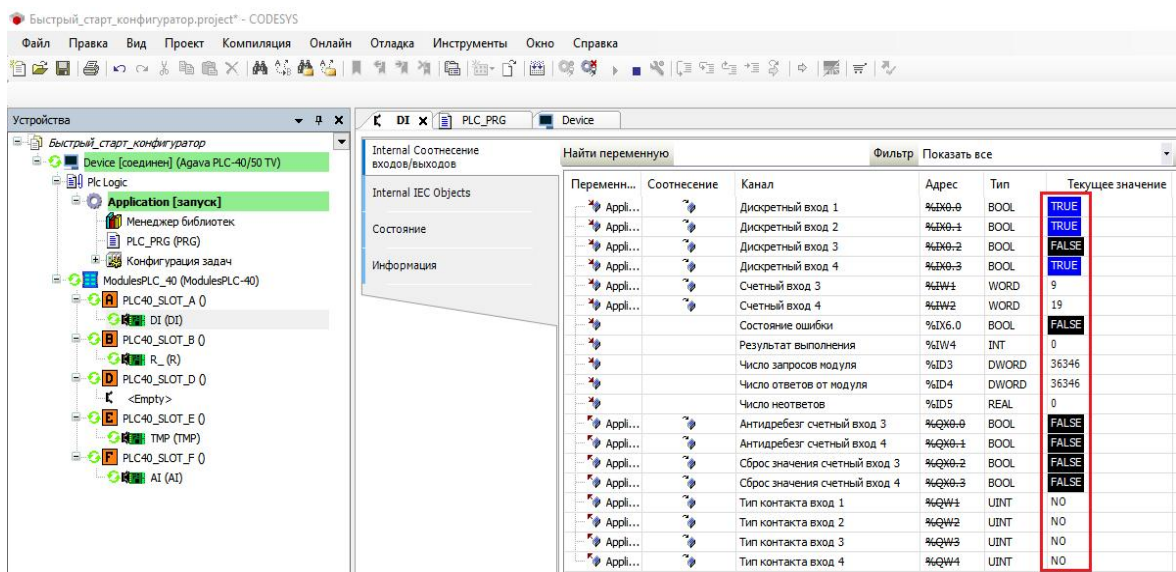 Быстрый_старт_конфигуратор.project* - CODESYS
Файл Правка Вид Проект Компиляция Онлайн Отладка Инструменты Окно Справка
Устройства
Быстрый_старт_конфигуратор
Device [соединен] (Agava PLC-40/50 TV)
Plc Logic
Application [запуск]
Менеджер библиотек
PLC_PRG (PRG)
Конфигурация задач
ModulesPLC_40 (ModulesPLC-40)
A PLC40_SLOT_A ()
DI (DI)
B PLC40_SLOT_B ()
R_ (R)
D PLC40_SLOT_D ()
<Empty>
E PLC40_SLOT_E ()
TMP (TMP)
F PLC40_SLOT_F ()
AI (AI)
DI PLC_PRG Device
Internal Соотнесение
входов/выходов
Internal IEC Objects
Состояние
Информация
Найти переменную Фильтр Показать все
Переменн... Соотнесение Канал Адрес Тип Текущее значение
Appli... Дискретный вход 1 %IX0.0 BOOL TRUE
Appli... Дискретный вход 2 %IX0.1 BOOL TRUE
Appli... Дискретный вход 3 %IX0.2 BOOL FALSE
Appli... Дискретный вход 4 %IX0.3 BOOL TRUE
Appli... Счетный вход 3 %IW1 WORD 9
Appli... Счетный вход 4 %IW2 WORD 19
Состояние ошибки %IX6.0 BOOL FALSE
Результат выполнения %IW4 INT 0
Число запросов модуля %ID3 DWORD 36346
Число ответов от модуля %ID4 DWORD 36346
Число неответов %ID5 REAL 0
Appli... Антидребезг счетный вход 3 %QX0.0 BOOL FALSE
Appli... Антидребезг счетный вход 4 %QX0.1 BOOL FALSE
Appli... Сброс значения счетный вход 3 %QX0.2 BOOL FALSE
Appli... Сброс значения счетный вход 4 %QX0.3 BOOL FALSE
Appli... Тип контакта вход 1 %QW1 UINT NO
Appli... Тип контакта вход 2 %QW2 UINT NO
Appli... Тип контакта вход 3 %QW3 UINT NO
Appli... Тип контакта вход 4 %QW4 UINT NO